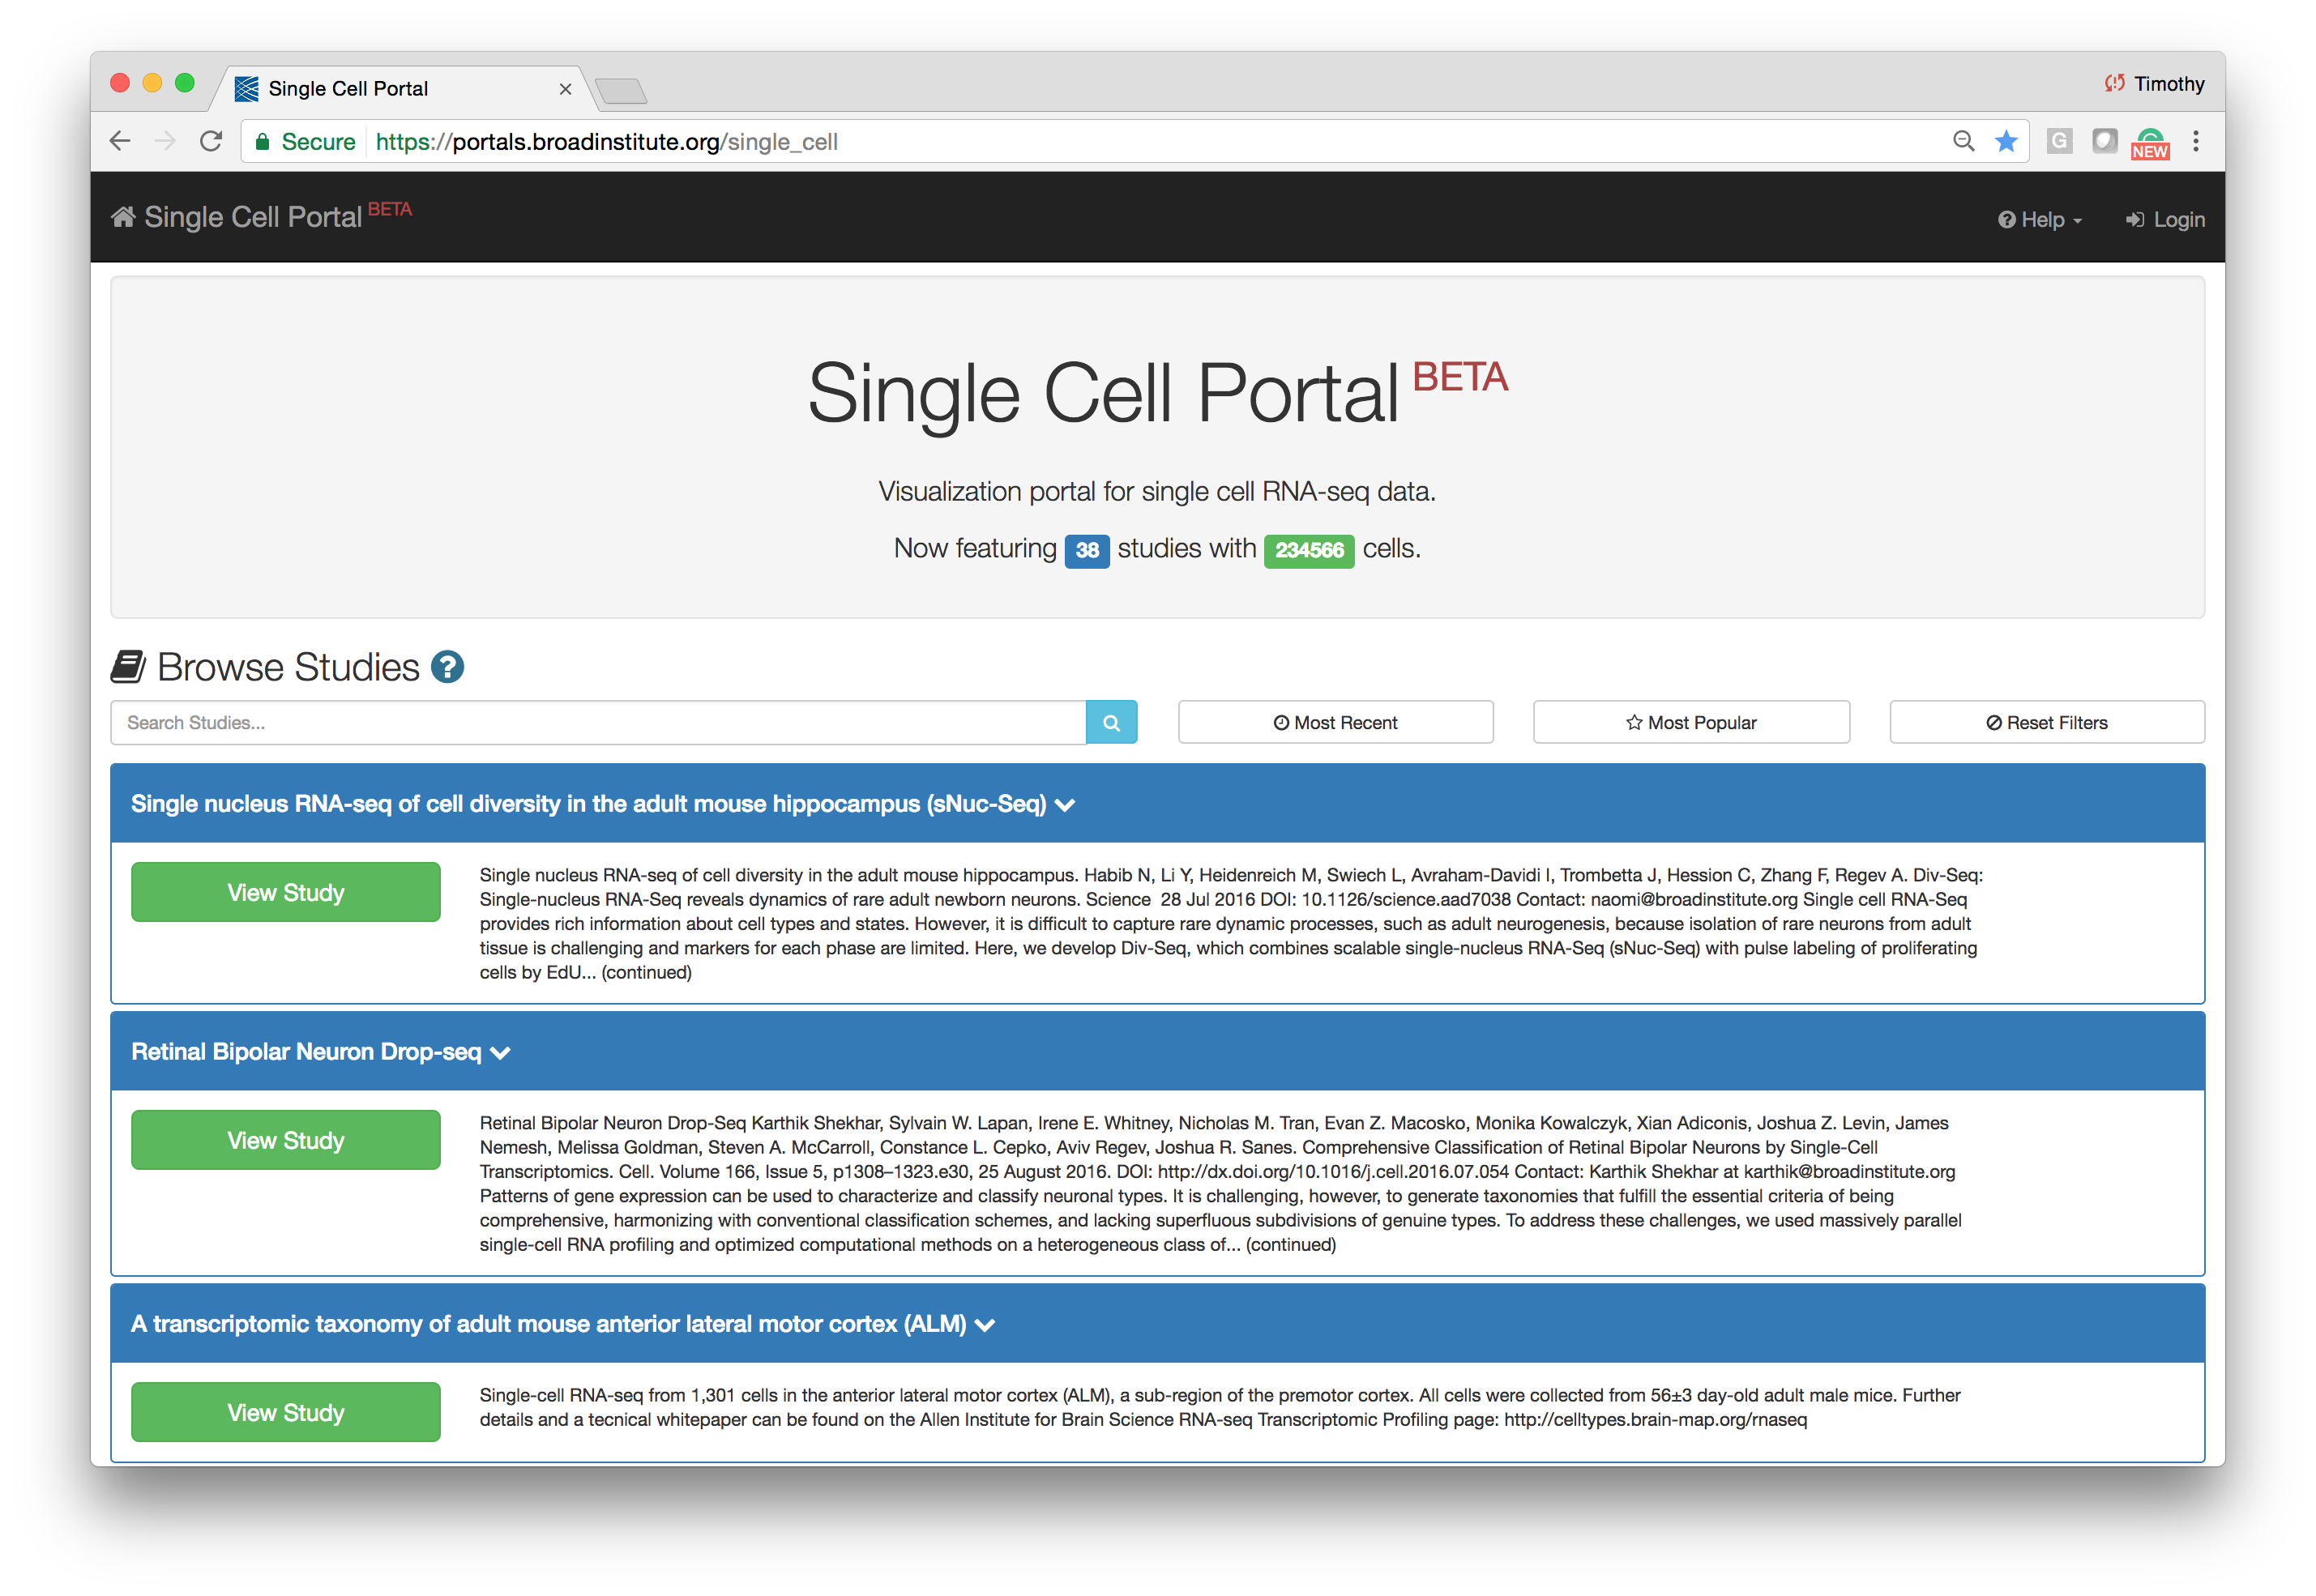 Single Cell Portal
Timothy
Secure https://portals.broadinstitute.org/single_cell
G
NEW
Single Cell Portal BETA
Help
Login
Single Cell Portal BETA
Visualization portal for single cell RNA-seq data.
Now featuring 38 studies with 234566 cells.
Browse Studies ?
Search Studies...
Most Recent
Most Popular
Reset Filters
Single nucleus RNA-seq of cell diversity in the adult mouse hippocampus (sNuc-Seq)
View Study
Single nucleus RNA-seq of cell diversity in the adult mouse hippocampus. Habib N, Li Y, Heidenreich M, Swiech L, Avraham-Davidi I, Trombetta J, Hession C, Zhang F, Regev A. Div-Seq:
Single-nucleus RNA-Seq reveals dynamics of rare adult newborn neurons. Science 28 Jul 2016 DOI: 10.1126/science.aad7038 Contact: naomi@broadinstitute.org Single cell RNA-Seq
provides rich information about cell types and states. However, it is difficult to capture rare dynamic processes, such as adult neurogenesis, because isolation of rare neurons from adult
tissue is challenging and markers for each phase are limited. Here, we develop Div-Seq, which combines scalable single-nucleus RNA-Seq (sNuc-Seq) with pulse labeling of proliferating
cells by EdU... (continued)
Retinal Bipolar Neuron Drop-seq
View Study
Retinal Bipolar Neuron Drop-Seq Karthik Shekhar, Sylvain W. Lapan, Irene E. Whitney, Nicholas M. Tran, Evan Z. Macosko, Monika Kowalczyk, Xian Adiconis, Joshua Z. Levin, James
Nemesh, Melissa Goldman, Steven A. McCarroll, Constance L. Cepko, Aviv Regev, Joshua R. Sanes. Comprehensive Classification of Retinal Bipolar Neurons by Single-Cell
Transcriptomics. Cell. Volume 166, Issue 5, p1308–1323.e30, 25 August 2016. DOI: http://dx.doi.org/10.1016/j.cell.2016.07.054 Contact: Karthik Shekhar at karthik@broadinstitute.org
Patterns of gene expression can be used to characterize and classify neuronal types. It is challenging, however, to generate taxonomies that fulfill the essential criteria of being
comprehensive, harmonizing with conventional classification schemes, and lacking superfluous subdivisions of genuine types. To address these challenges, we used massively parallel
single-cell RNA profiling and optimized computational methods on a heterogeneous class of... (continued)
A transcriptomic taxonomy of adult mouse anterior lateral motor cortex (ALM)
View Study
Single-cell RNA-seq from 1,301 cells in the anterior lateral motor cortex (ALM), a sub-region of the premotor cortex. All cells were collected from 56±3 day-old adult male mice. Further
details and a tecnical whitepaper can be found on the Allen Institute for Brain Science RNA-seq Transcriptomic Profiling page: http://celltypes.brain-map.org/rnaseq